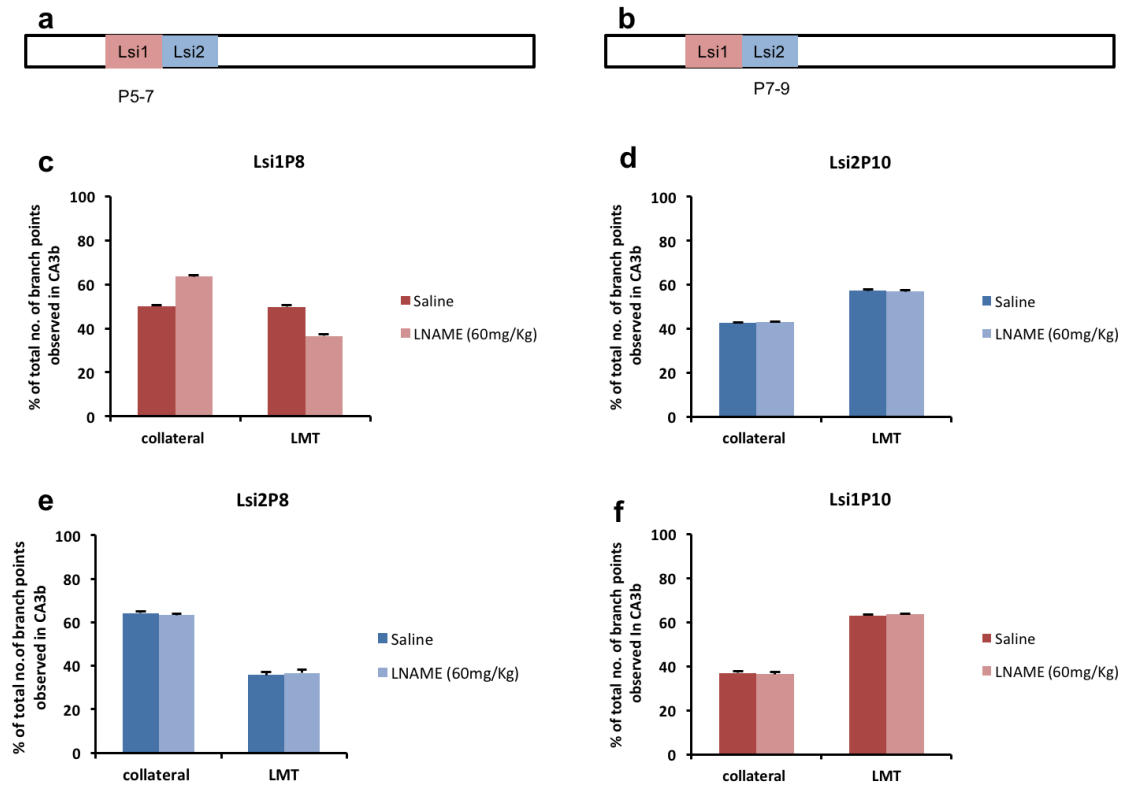 a
Lsi1 Lsi2
P5-7
b
Lsi1 Lsi2
P7-9
c
Lsi1P8
% of total no. of branch points
observed in CA3b
100
80
60
40
20
0
collateral LMT
Saline
LNAME (60mg/Kg)
d
Lsi2P10
% of total no. of branch points
observed in CA3b
100
80
60
40
20
0
collateral LMT
Saline
LNAME (60mg/Kg)
e
Lsi2P8
% of total no.of branch points
observed in CA3b
100
80
60
40
20
0
collateral LMT
Saline
LNAME (60mg/Kg)
f
Lsi1P10
% of total no. of branch points
observed In CA3b
100
80
60
40
20
0
collateral LMT
Saline
LNAME (60mg/Kg)